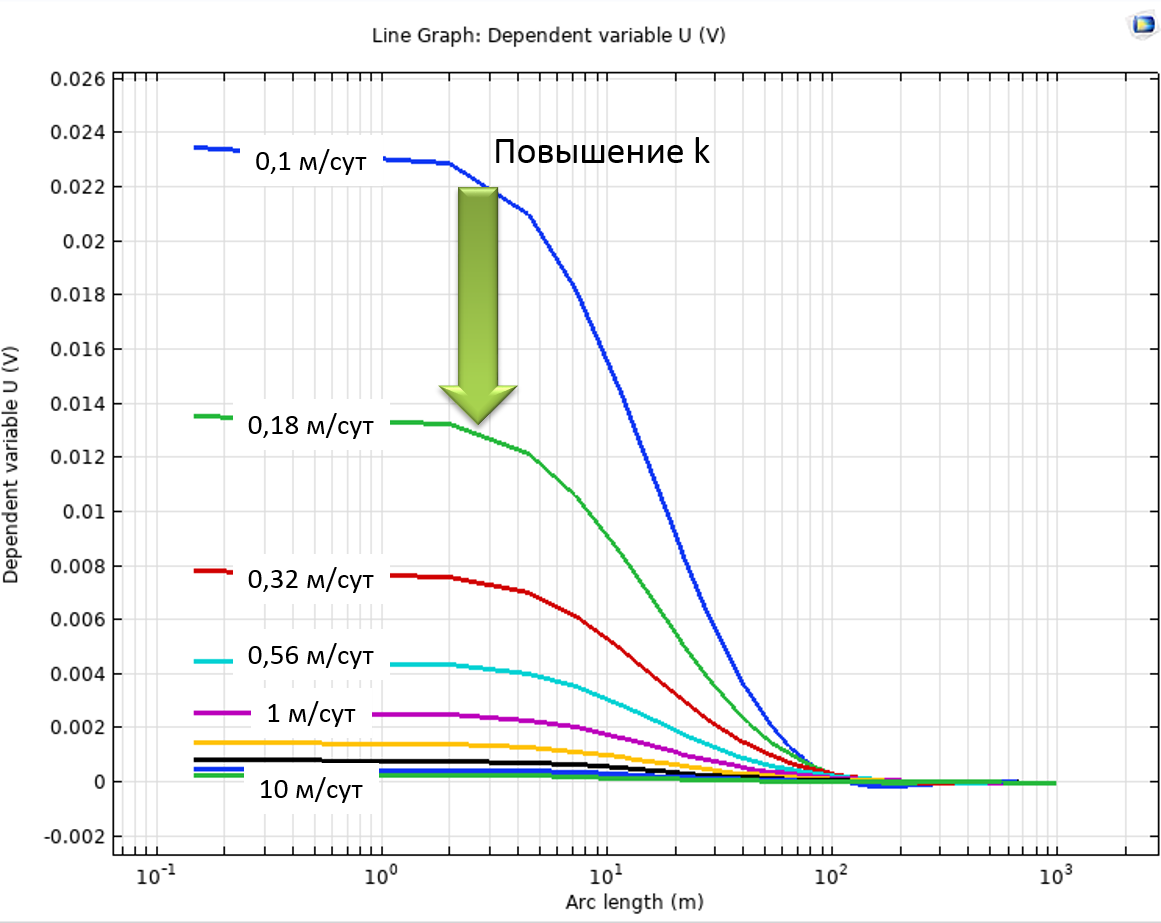 Line Graph: Dependent variable U (V)
0.026
0.024
0.022
0.02
0.018
0.016
0.014
0.012
0.01
0.008
0.006
0.004
0.002
0
-0.002
Dependent variable U (V)
Повышение k
0,1 м/сут
0,18 м/сут
0,32 м/сут
0,56 м/сут
1 м/сут
10 м/сут
10⁻¹ 10⁰ 10¹ 10² 10³
Arc length (m)